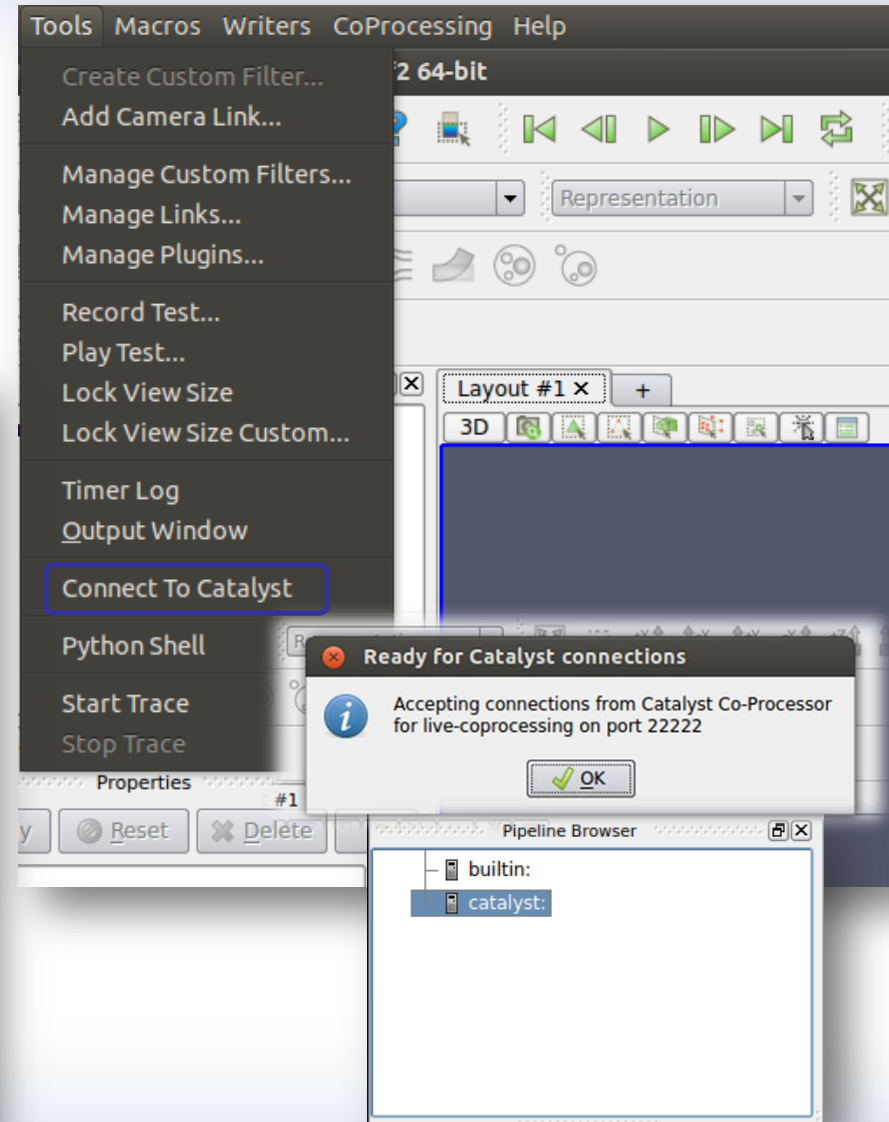 Tools Macros Writers CoProcessing Help
2 64-bit
Create Custom Filter...
Add Camera Link...
Manage Custom Filters...
Manage Links...
Manage Plugins...
Record Test...
Play Test...
Lock View Size
Lock View Size Custom...
Timer Log
Output Window
Connect To Catalyst
Python Shell
Start Trace
Stop Trace
Representation
Layout #1 × +
3D
Ready for Catalyst connections
Accepting connections from Catalyst Co-Processor
for live-coprocessing on port 22222
OK
Properties
#1
y Reset Delete
Pipeline Browser
builtin:
catalyst: